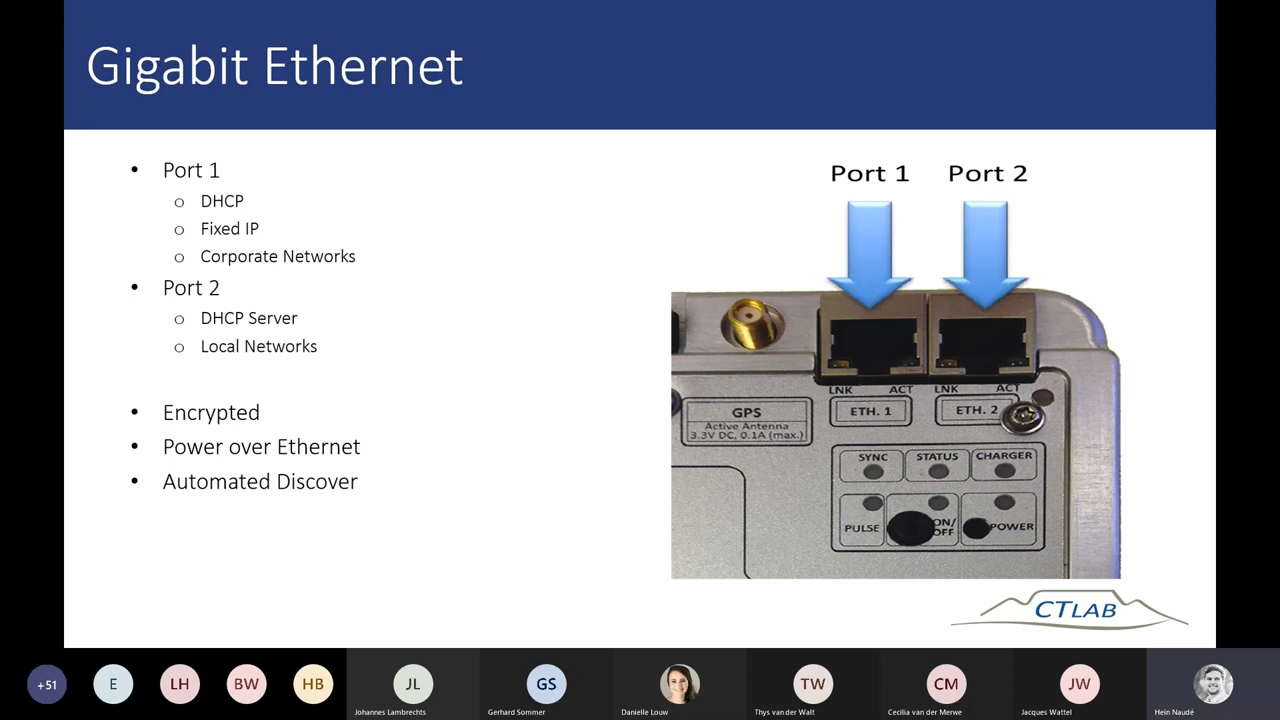 Gigabit Ethernet
• Port 1
o DHCP
o Fixed IP
o Corporate Networks
• Port 2
o DHCP Server
o Local Networks
• Encrypted
• Power over Ethernet
• Automated Discover
Port 1 Port 2
LNK ACT LNK ACT
GPS
Active Antenna
3.3V DC, 0.1A (max.)
ETH. 1 ETH. 2
SYNC STATUS CHARGER
PULSE ON/OFF POWER
CTLAB
+51 E LH BW HB JL GS TW CM JW
Johannes Lambrechts Gerhard Sommer Danielle Louw Thys van der Walt Cecilia van der Merwe Jacques Wattel Hein Naudé